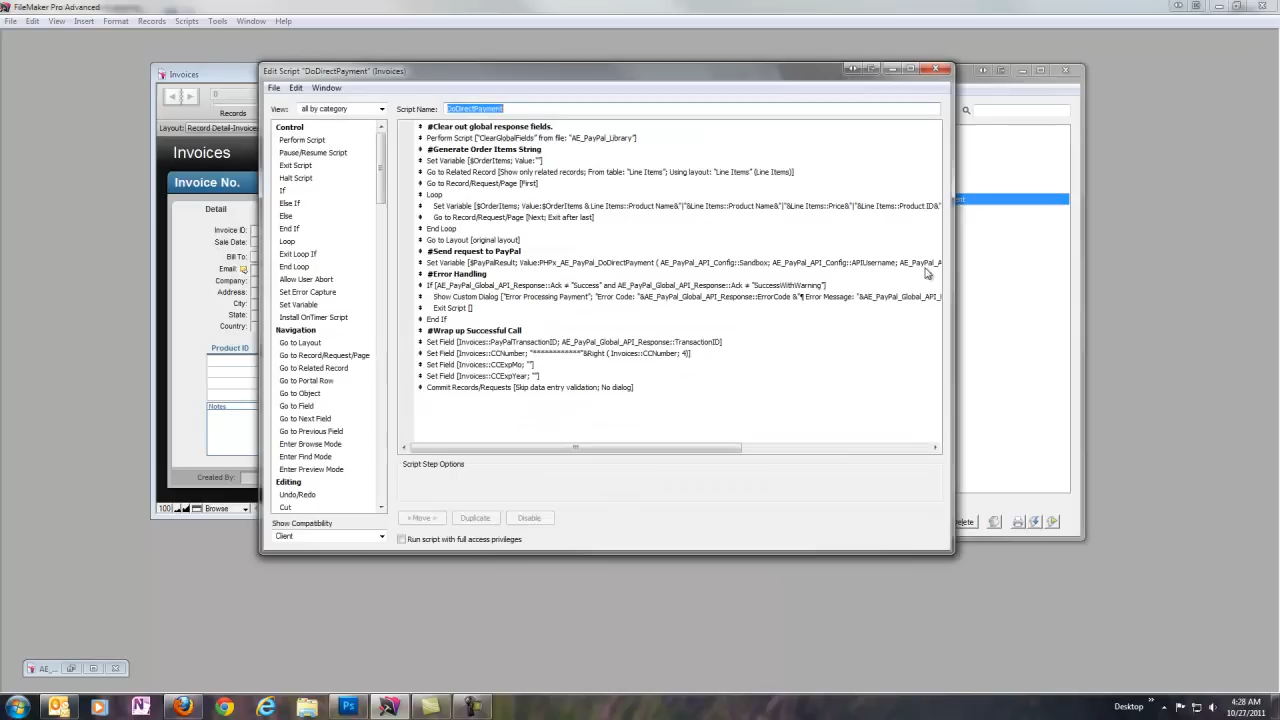 FileMaker Pro Advanced
File Edit View Insert Format Records Scripts Tools Window Help
Invoices
0
Records
Layout: Record Detail-Invoices
Invoices
Invoice No.
Detail
Invoice ID:
Sale Date:
Bill To:
Email:
Company:
Address:
City:
State:
Country:
Product ID
Notes
Created By:
100 Browse
Edit Script "DoDirectPayment" (Invoices)
File Edit Window
View: all by category
Script Name: DoDirectPayment
Control
Perform Script
Pause/Resume Script
Exit Script
Halt Script
If
Else If
Else
End If
Loop
Exit Loop If
End Loop
Allow User Abort
Set Error Capture
Set Variable
Install OnTimer Script
Navigation
Go to Layout
Go to Record/Request/Page
Go to Related Record
Go to Portal Row
Go to Object
Go to Field
Go to Next Field
Go to Previous Field
Enter Browse Mode
Enter Find Mode
Enter Preview Mode
Editing
Undo/Redo
Cut
Show Compatibility
Client
#Clear out global response fields.
Perform Script ["ClearGlobalFields" from file: "AE_PayPal_Library"]
#Generate Order Items String
Set Variable [$OrderItems; Value:""]
Go to Related Record [Show only related records; From table: "Line Items"; Using layout: "Line Items" (Line Items)]
Go to Record/Request/Page [First]
Loop
Set Variable [$OrderItems; Value:$OrderItems & Line Items::Product Name&"|"&Line Items::Product Name&"|"&Line Items::Price&"|"&Line Items::Product ID&"
Go to Record/Request/Page [Next; Exit after last]
End Loop
Go to Layout [original layout]
#Send request to PayPal
Set Variable [$PayPalResult; Value:PHPx_AE_PayPal_DoDirectPayment ( AE_PayPal_API_Config::Sandbox; AE_PayPal_API_Config::APIUsername; AE_PayPal_A
#Error Handling
If [AE_PayPal_Global_API_Response::Ack ≠ "Success" and AE_PayPal_Global_API_Response::Ack ≠ "SuccessWithWarning"]
Show Custom Dialog ["Error Processing Payment"; "Error Code: "&AE_PayPal_Global_API_Response::ErrorCode &"¶ Error Message: "&AE_PayPal_Global_API_
Exit Script []
End If
#Wrap up Successful Call
Set Field [Invoices::PayPalTransactionID; AE_PayPal_Global_API_Response::TransactionID]
Set Field [Invoices::CCNumber; "************"&Right ( Invoices::CCNumber; 4)]
Set Field [Invoices::CCExpMo; ""]
Set Field [Invoices::CCExpYear; ""]
Commit Records/Requests [Skip data entry validation; No dialog]
Script Step Options
« Move » Duplicate Disable
Run script with full access privileges
elete
AE_...
Desktop
4:28 AM
10/27/2011